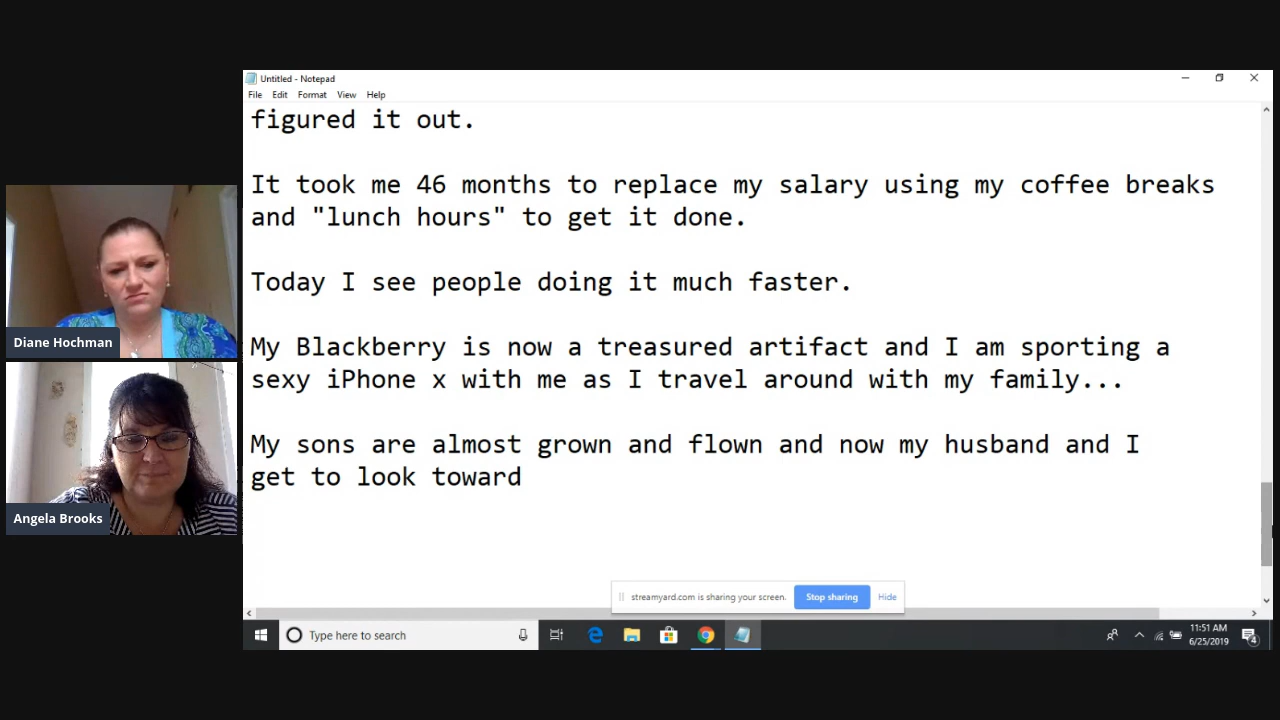 Untitled - Notepad
File Edit Format View Help
figured it out.
It took me 46 months to replace my salary using my coffee breaks
and "lunch hours" to get it done.
Today I see people doing it much faster.
My Blackberry is now a treasured artifact and I am sporting a
sexy iPhone x with me as I travel around with my family...
My sons are almost grown and flown and now my husband and I
get to look toward
Diane Hochman
Angela Brooks
streamyard.com is sharing your screen.
Stop sharing
Hide
Type here to search
11:51 AM
6/25/2019
4